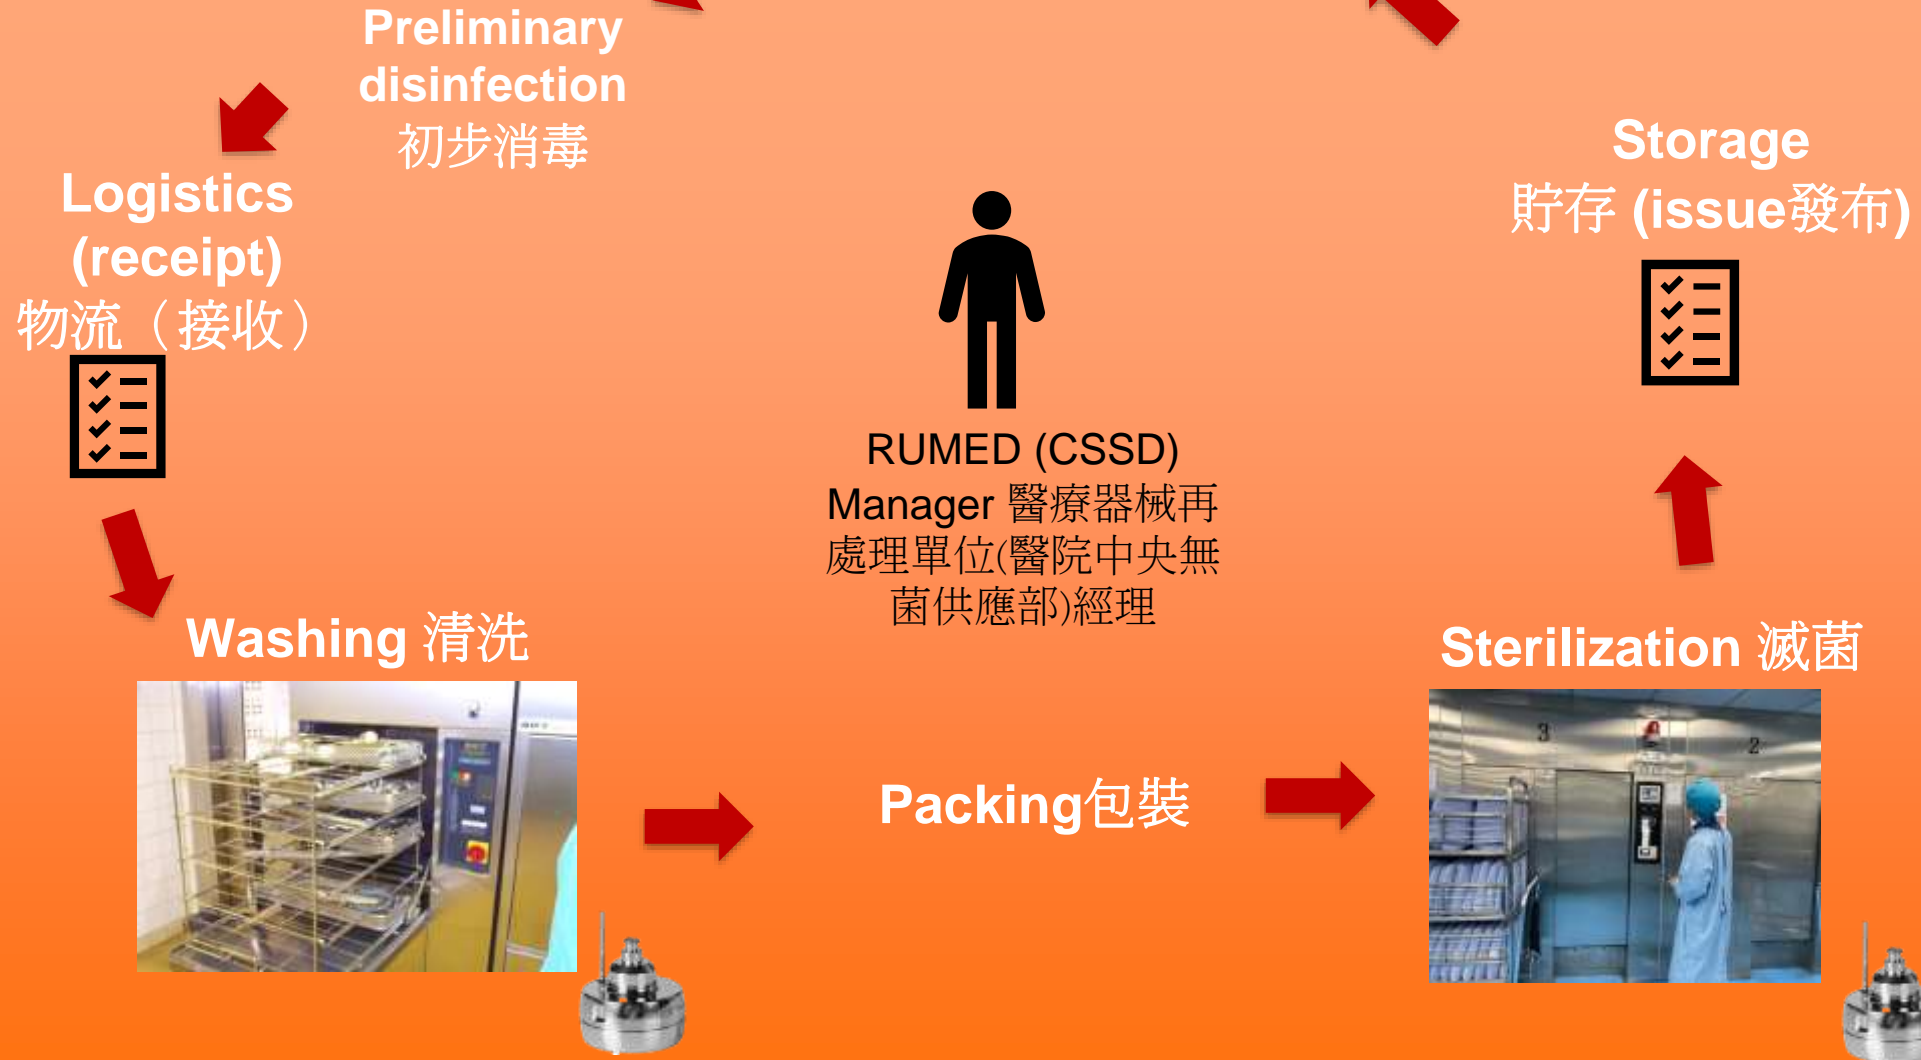 Preliminary
disinfection
初步消毒
Logistics
(receipt)
物流（接收）
Storage
貯存 (issue發布)
RUMED (CSSD)
Manager 醫療器械再
處理單位(醫院中央無
菌供應部)經理
Washing 清洗
Packing包裝
Sterilization 滅菌
3
2